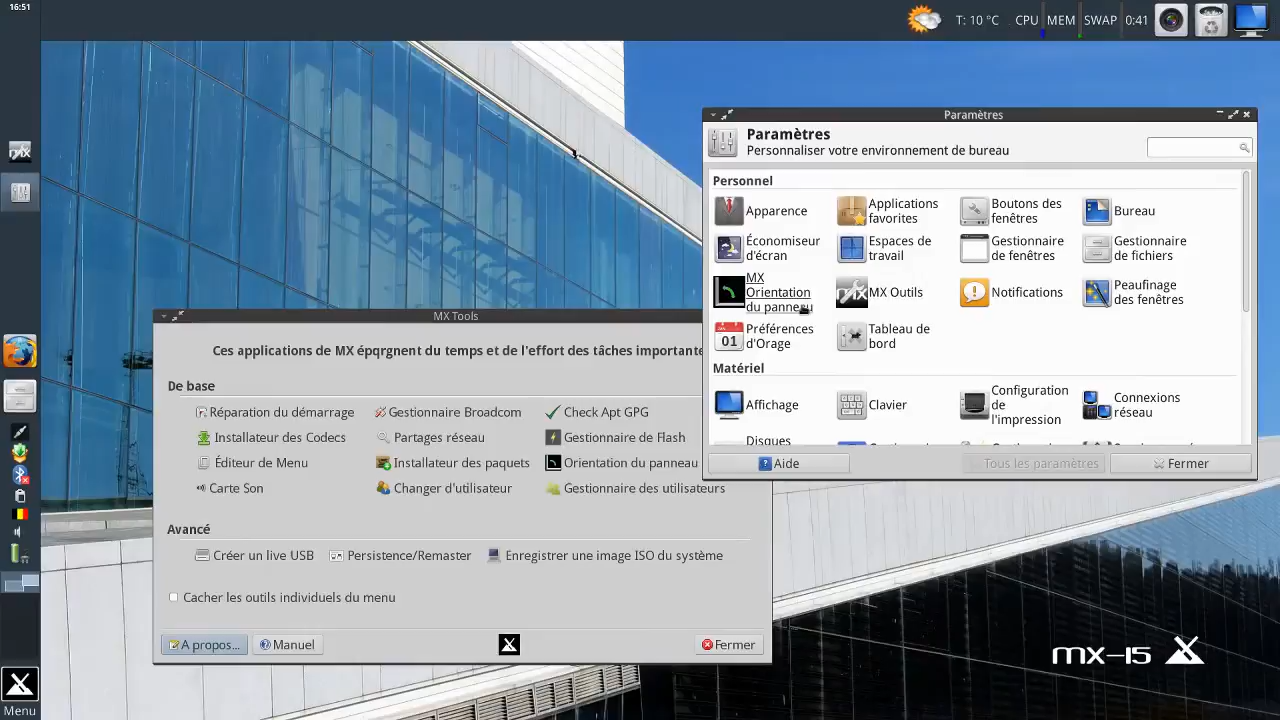 16:51
T: 10 °C
CPU
MEM
SWAP
0:41
Paramètres
Paramètres
Personnaliser votre environnement de bureau
Personnel
Apparence
Applications
favorites
Boutons des
fenêtres
Bureau
Économiseur
d'écran
Espaces de
travail
Gestionnaire
de fenêtres
Gestionnaire
de fichiers
MX
Orientation
du panneau
MX Outils
Notifications
Peaufinage
des fenêtres
01
Préférences
d'Orage
Tableau de
bord
Matériel
Affichage
Clavier
Configuration
de
l'impression
Connexions
réseau
Disques
Aide
Tous les paramètres
Fermer
MX Tools
Ces applications de MX épqrgnent du temps et de l'effort des tâches importante
De base
Réparation du démarrage
Gestionnaire Broadcom
Check Apt GPG
Installateur des Codecs
Partages réseau
Gestionnaire de Flash
Éditeur de Menu
Installateur des paquets
Orientation du panneau
Carte Son
Changer d'utilisateur
Gestionnaire des utilisateurs
Avancé
Créer un live USB
Persistence/Remaster
Enregistrer une image ISO du système
Cacher les outils individuels du menu
A propos...
Manuel
Fermer
mx-15
Menu